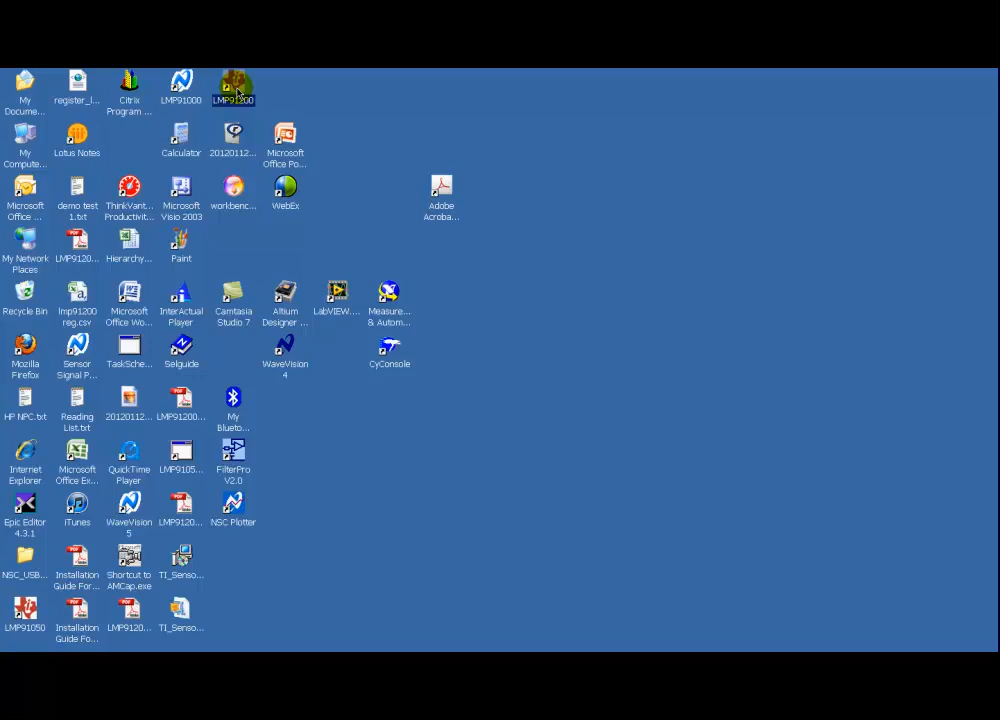 My
Docume...
register_l...
Citrix
Program ...
LMP91000
LMP91200
My
Compute...
Lotus Notes
Calculator
20120112...
Microsoft
Office Po...
Microsoft
Office ...
demo test
1.txt
ThinkVant...
Productivit...
Microsoft
Visio 2003
workbenc...
WebEx
Adobe
Acroba...
My Network
Places
LMP9120...
Hierarchy...
Paint
Recycle Bin
lmp91200
reg.csv
Microsoft
Office Wo...
InterActual
Player
Camtasia
Studio 7
Altium
Designer ...
LabVIEW....
Measure...
& Autom...
Mozilla
Firefox
Sensor
Signal P...
TaskSche...
Selguide
WaveVision
4
CyConsole
HP NPC.txt
Reading
List.txt
20120112...
LMP91200...
My
Blueto...
Internet
Explorer
Microsoft
Office Ex...
QuickTime
Player
LMP9105...
FilterPro
V2.0
Epic Editor
4.3.1
iTunes
WaveVision
5
LMP9120...
NSC Plotter
NSC_USB...
Installation
Guide For...
Shortcut to
AMCap.exe
TI_Senso...
LMP91050
Installation
Guide Fo...
LMP9120...
TI_Senso...